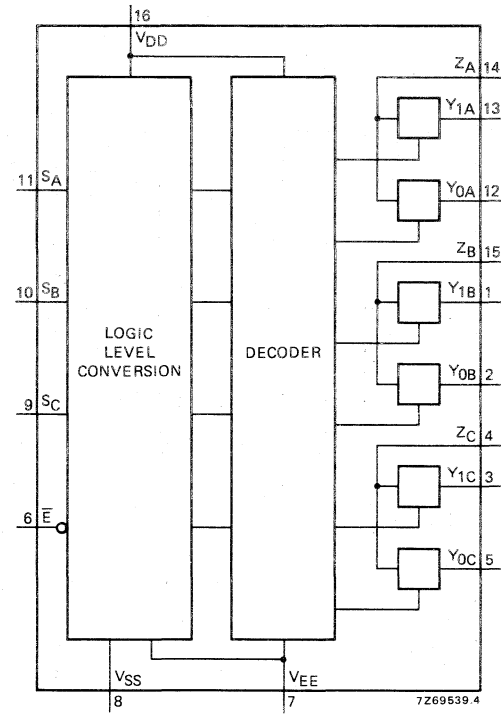 16
VDD
ZA 14
Y1A 13
11 SA
Y0A 12
ZB 15
10 SB
Y1B 1
LOGIC
LEVEL
CONVERSION
DECODER
Y0B 2
9 SC
ZC 4
Y1C 3
6 E̅
Y0C 5
VSS
8
VEE
7
7Z69539.4